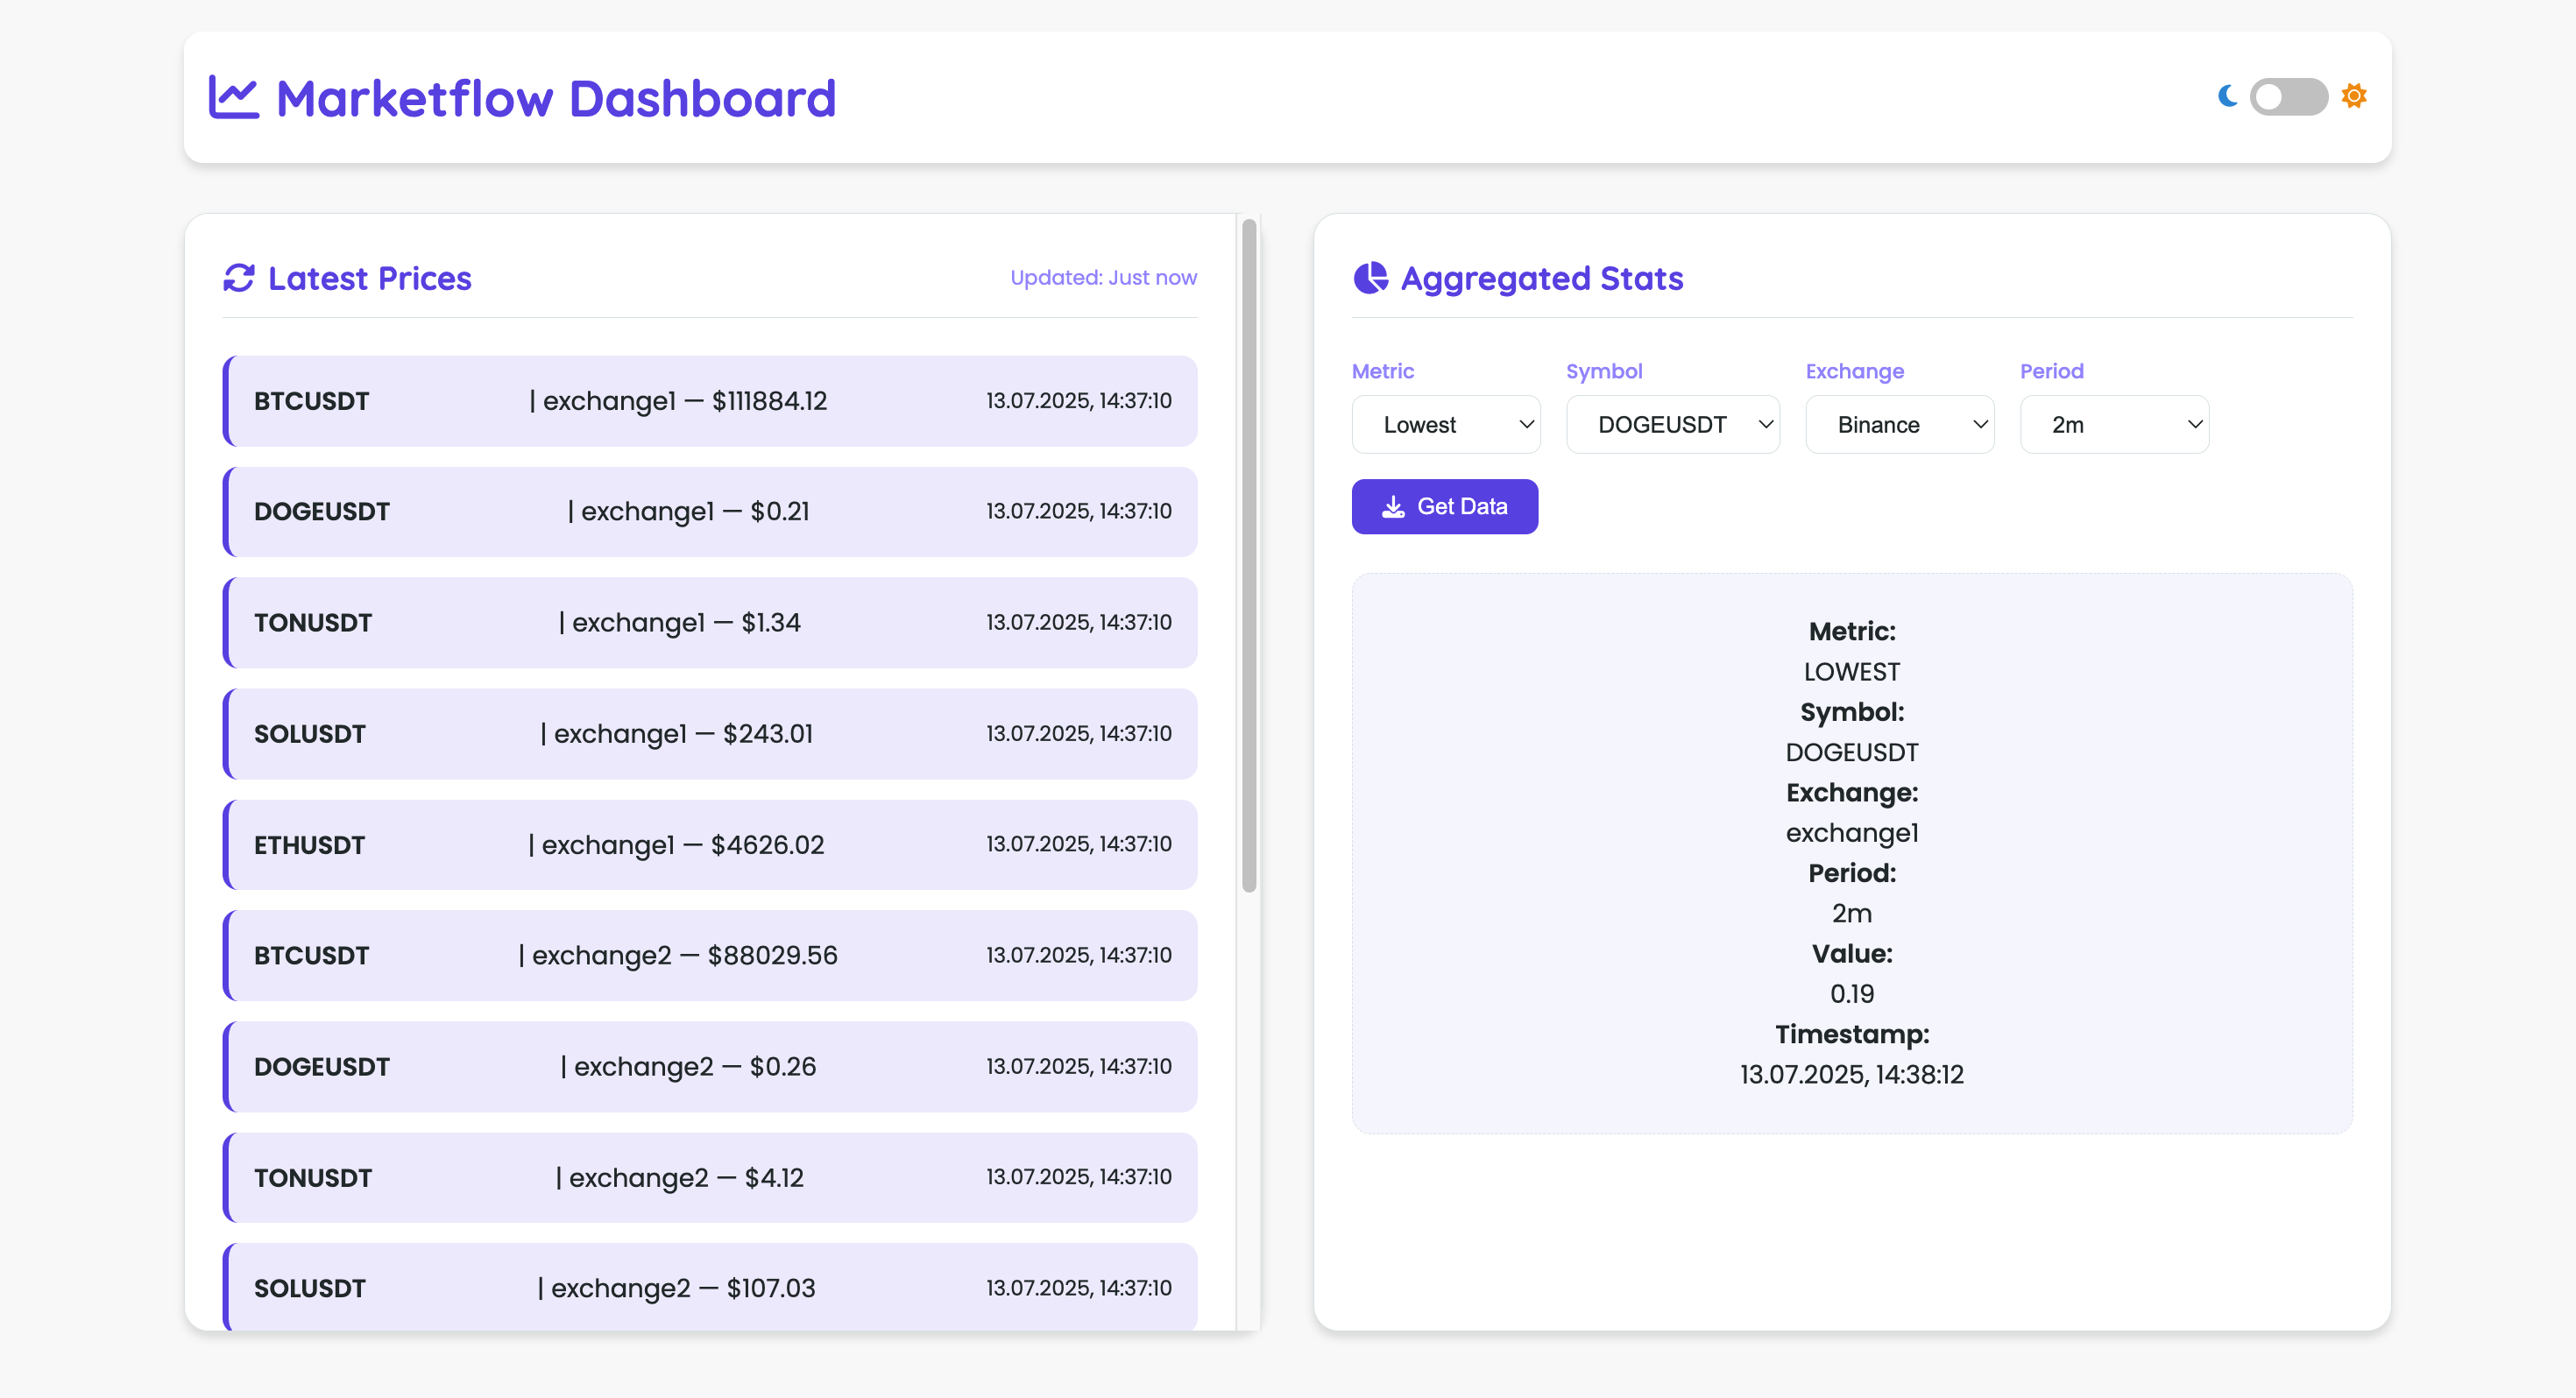 Marketflow Dashboard
Latest Prices
Updated: Just now
BTCUSDT | exchange1 — $111884.12 13.07.2025, 14:37:10
DOGEUSDT | exchange1 — $0.21 13.07.2025, 14:37:10
TONUSDT | exchange1 — $1.34 13.07.2025, 14:37:10
SOLUSDT | exchange1 — $243.01 13.07.2025, 14:37:10
ETHUSDT | exchange1 — $4626.02 13.07.2025, 14:37:10
BTCUSDT | exchange2 — $88029.56 13.07.2025, 14:37:10
DOGEUSDT | exchange2 — $0.26 13.07.2025, 14:37:10
TONUSDT | exchange2 — $4.12 13.07.2025, 14:37:10
SOLUSDT | exchange2 — $107.03 13.07.2025, 14:37:10
Aggregated Stats
Metric Symbol Exchange Period
Lowest DOGEUSDT Binance 2m
Get Data
Metric:
LOWEST
Symbol:
DOGEUSDT
Exchange:
exchange1
Period:
2m
Value:
0.19
Timestamp:
13.07.2025, 14:38:12